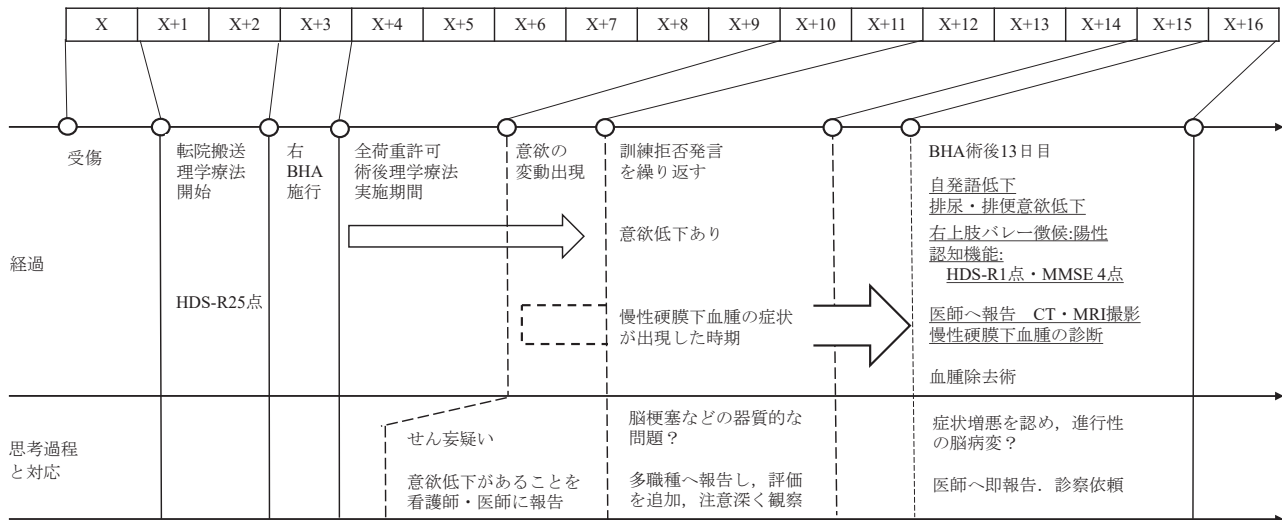 X X+1 X+2 X+3 X+4 X+5 X+6 X+7 X+8 X+9 X+10 X+11 X+12 X+13 X+14 X+15 X+16
経過
受傷
転院搬送
理学療法
開始
HDS-R25点
右
BHA
施行
全荷重許可
術後理学療法
実施期間
意欲の
変動出現
訓練拒否発言
を繰り返す
意欲低下あり
慢性硬膜下血腫の症状
が出現した時期
BHA術後13日目
自発語低下
排尿・排便意欲低下
右上肢バレー徴候:陽性
認知機能:
HDS-R1点・MMSE 4点
医師へ報告 CT・MRI撮影
慢性硬膜下血腫の診断
血腫除去術
思考過程
と対応
せん妄疑い
意欲低下があることを
看護師・医師に報告
脳梗塞などの器質的な
問題？
多職種へ報告し，評価
を追加，注意深く観察
症状増悪を認め，進行性
の脳病変？
医師へ即報告．診察依頼